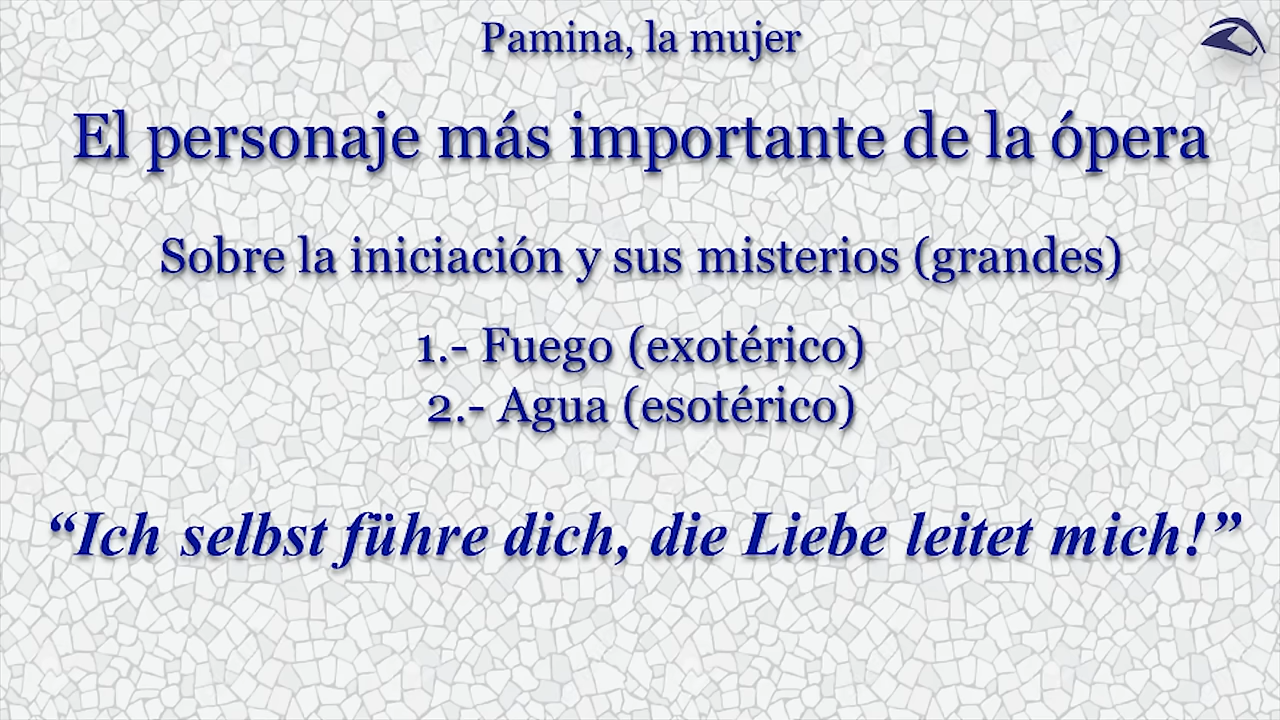 Pamina, la mujer
El personaje más importante de la ópera
Sobre la iniciación y sus misterios (grandes)
1.- Fuego (exotérico)
2.- Agua (esotérico)
“Ich selbst führe dich, die Liebe leitet mich!”